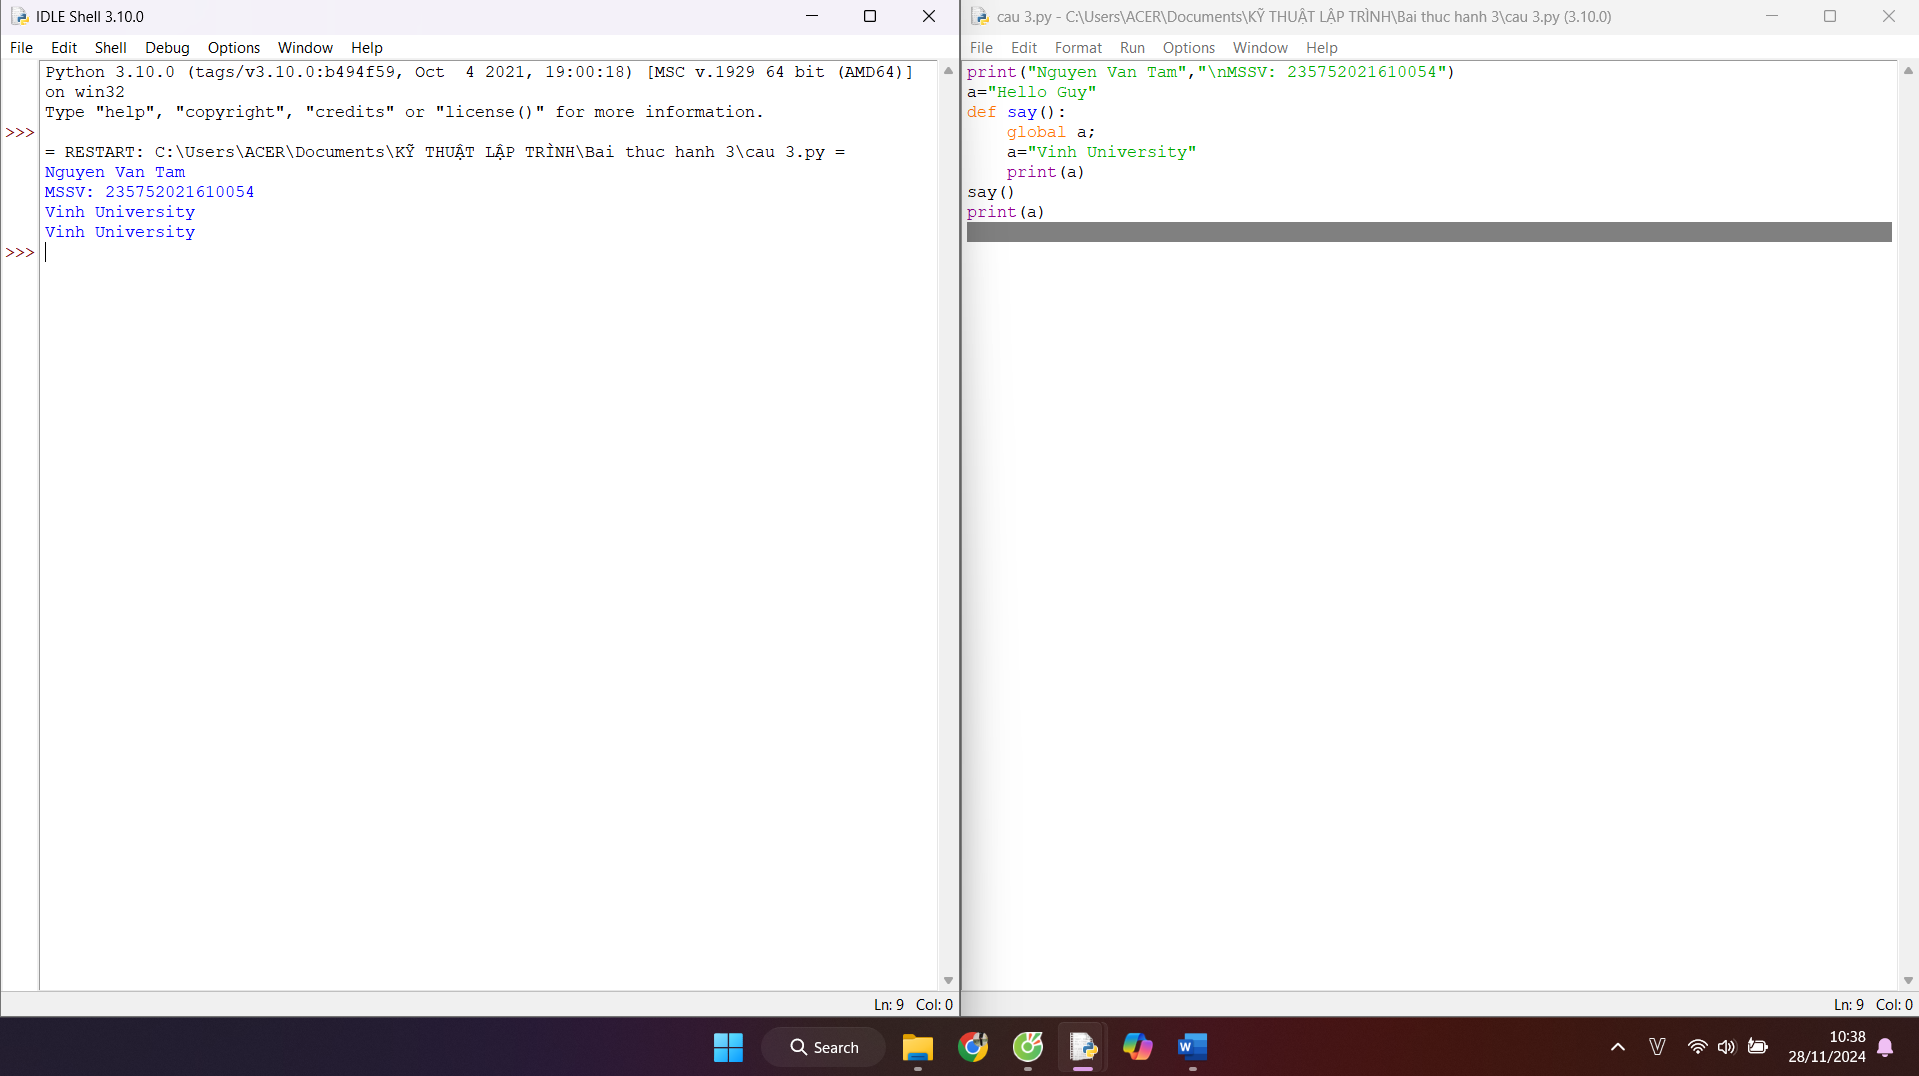 IDLE Shell 3.10.0
File Edit Shell Debug Options Window Help
Python 3.10.0 (tags/v3.10.0:b494f59, Oct  4 2021, 19:00:18) [MSC v.1929 64 bit (AMD64)]
on win32
Type "help", "copyright", "credits" or "license()" for more information.
>>>
= RESTART: C:\Users\ACER\Documents\KỸ THUẬT LẬP TRÌNH\Bai thuc hanh 3\cau 3.py =
Nguyen Van Tam
MSSV: 235752021610054
Vinh University
Vinh University
>>>
Ln: 9 Col: 0
cau 3.py - C:\Users\ACER\Documents\KỸ THUẬT LẬP TRÌNH\Bai thuc hanh 3\cau 3.py (3.10.0)
File Edit Format Run Options Window Help
print("Nguyen Van Tam","\nMSSV: 235752021610054")
a="Hello Guy"
def say():
    global a;
    a="Vinh University"
    print(a)
say()
print(a)
Ln: 9 Col: 0
Search
V
10:38
28/11/2024